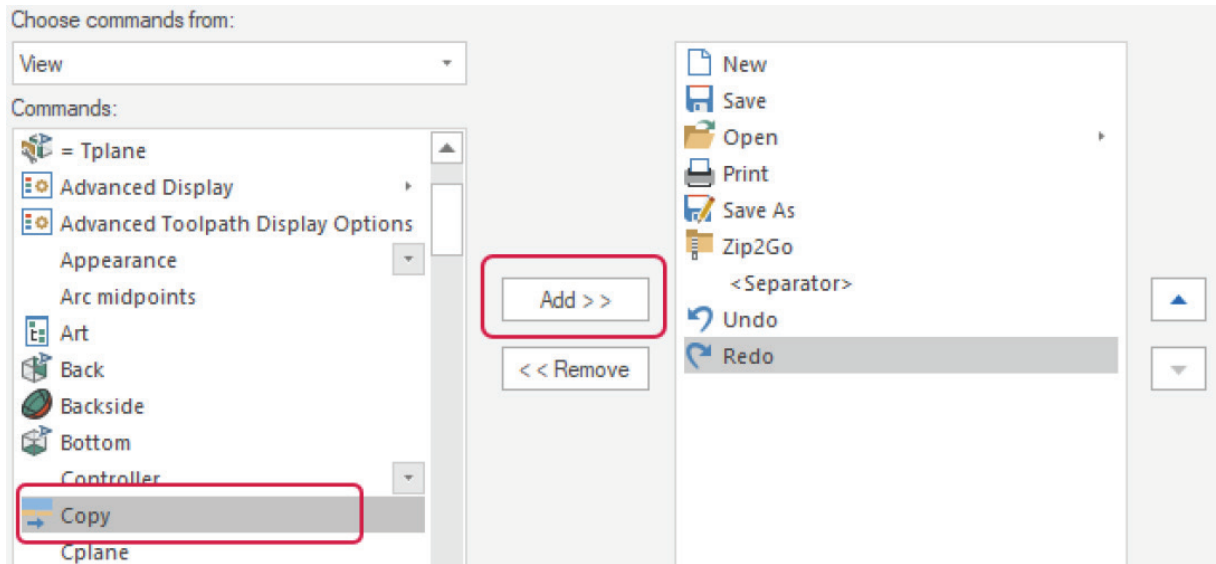 Choose commands from:
View
Commands:
= Tplane
Advanced Display
Advanced Toolpath Display Options
Appearance
Arc midpoints
Art
Back
Backside
Bottom
Controller
Copy
Cplane
Add > >
< < Remove
New
Save
Open
Print
Save As
Zip2Go
<Separator>
Undo
Redo